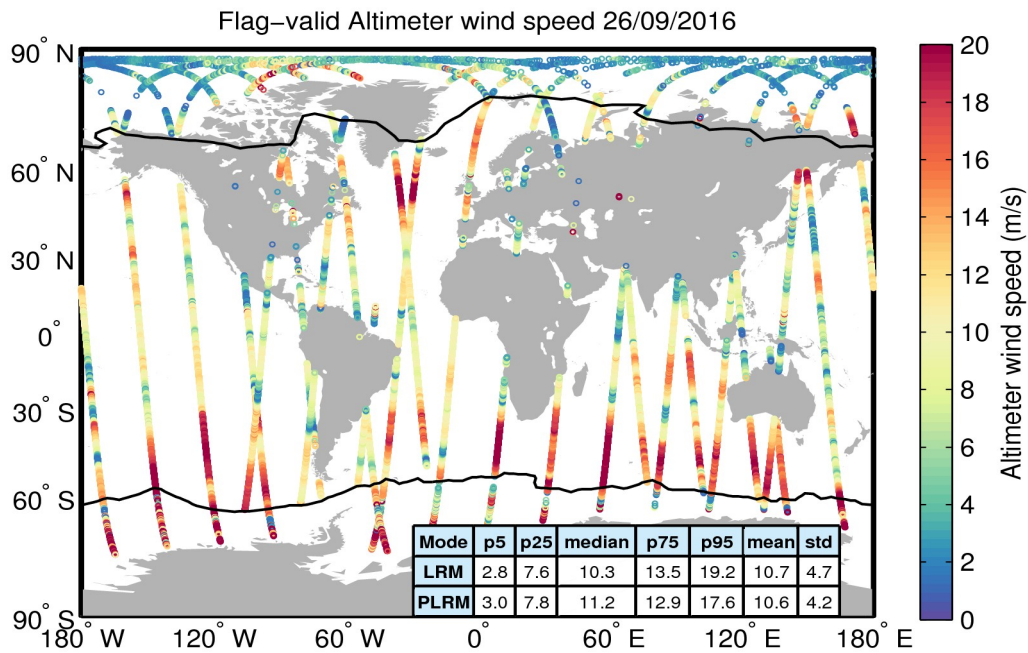 Flag−valid Altimeter wind speed 26/09/2016
90° N
60° N
30° N
0°
30° S
60° S
90° S
180° W
120° W
60° W
0°
60° E
120° E
180° E
Mode p5 p25 median p75 p95 mean std
LRM 2.8 7.6 10.3 13.5 19.2 10.7 4.7
PLRM 3.0 7.8 11.2 12.9 17.6 10.6 4.2
20
18
16
14
12
10
8
6
4
2
0
Altimeter wind speed (m/s)